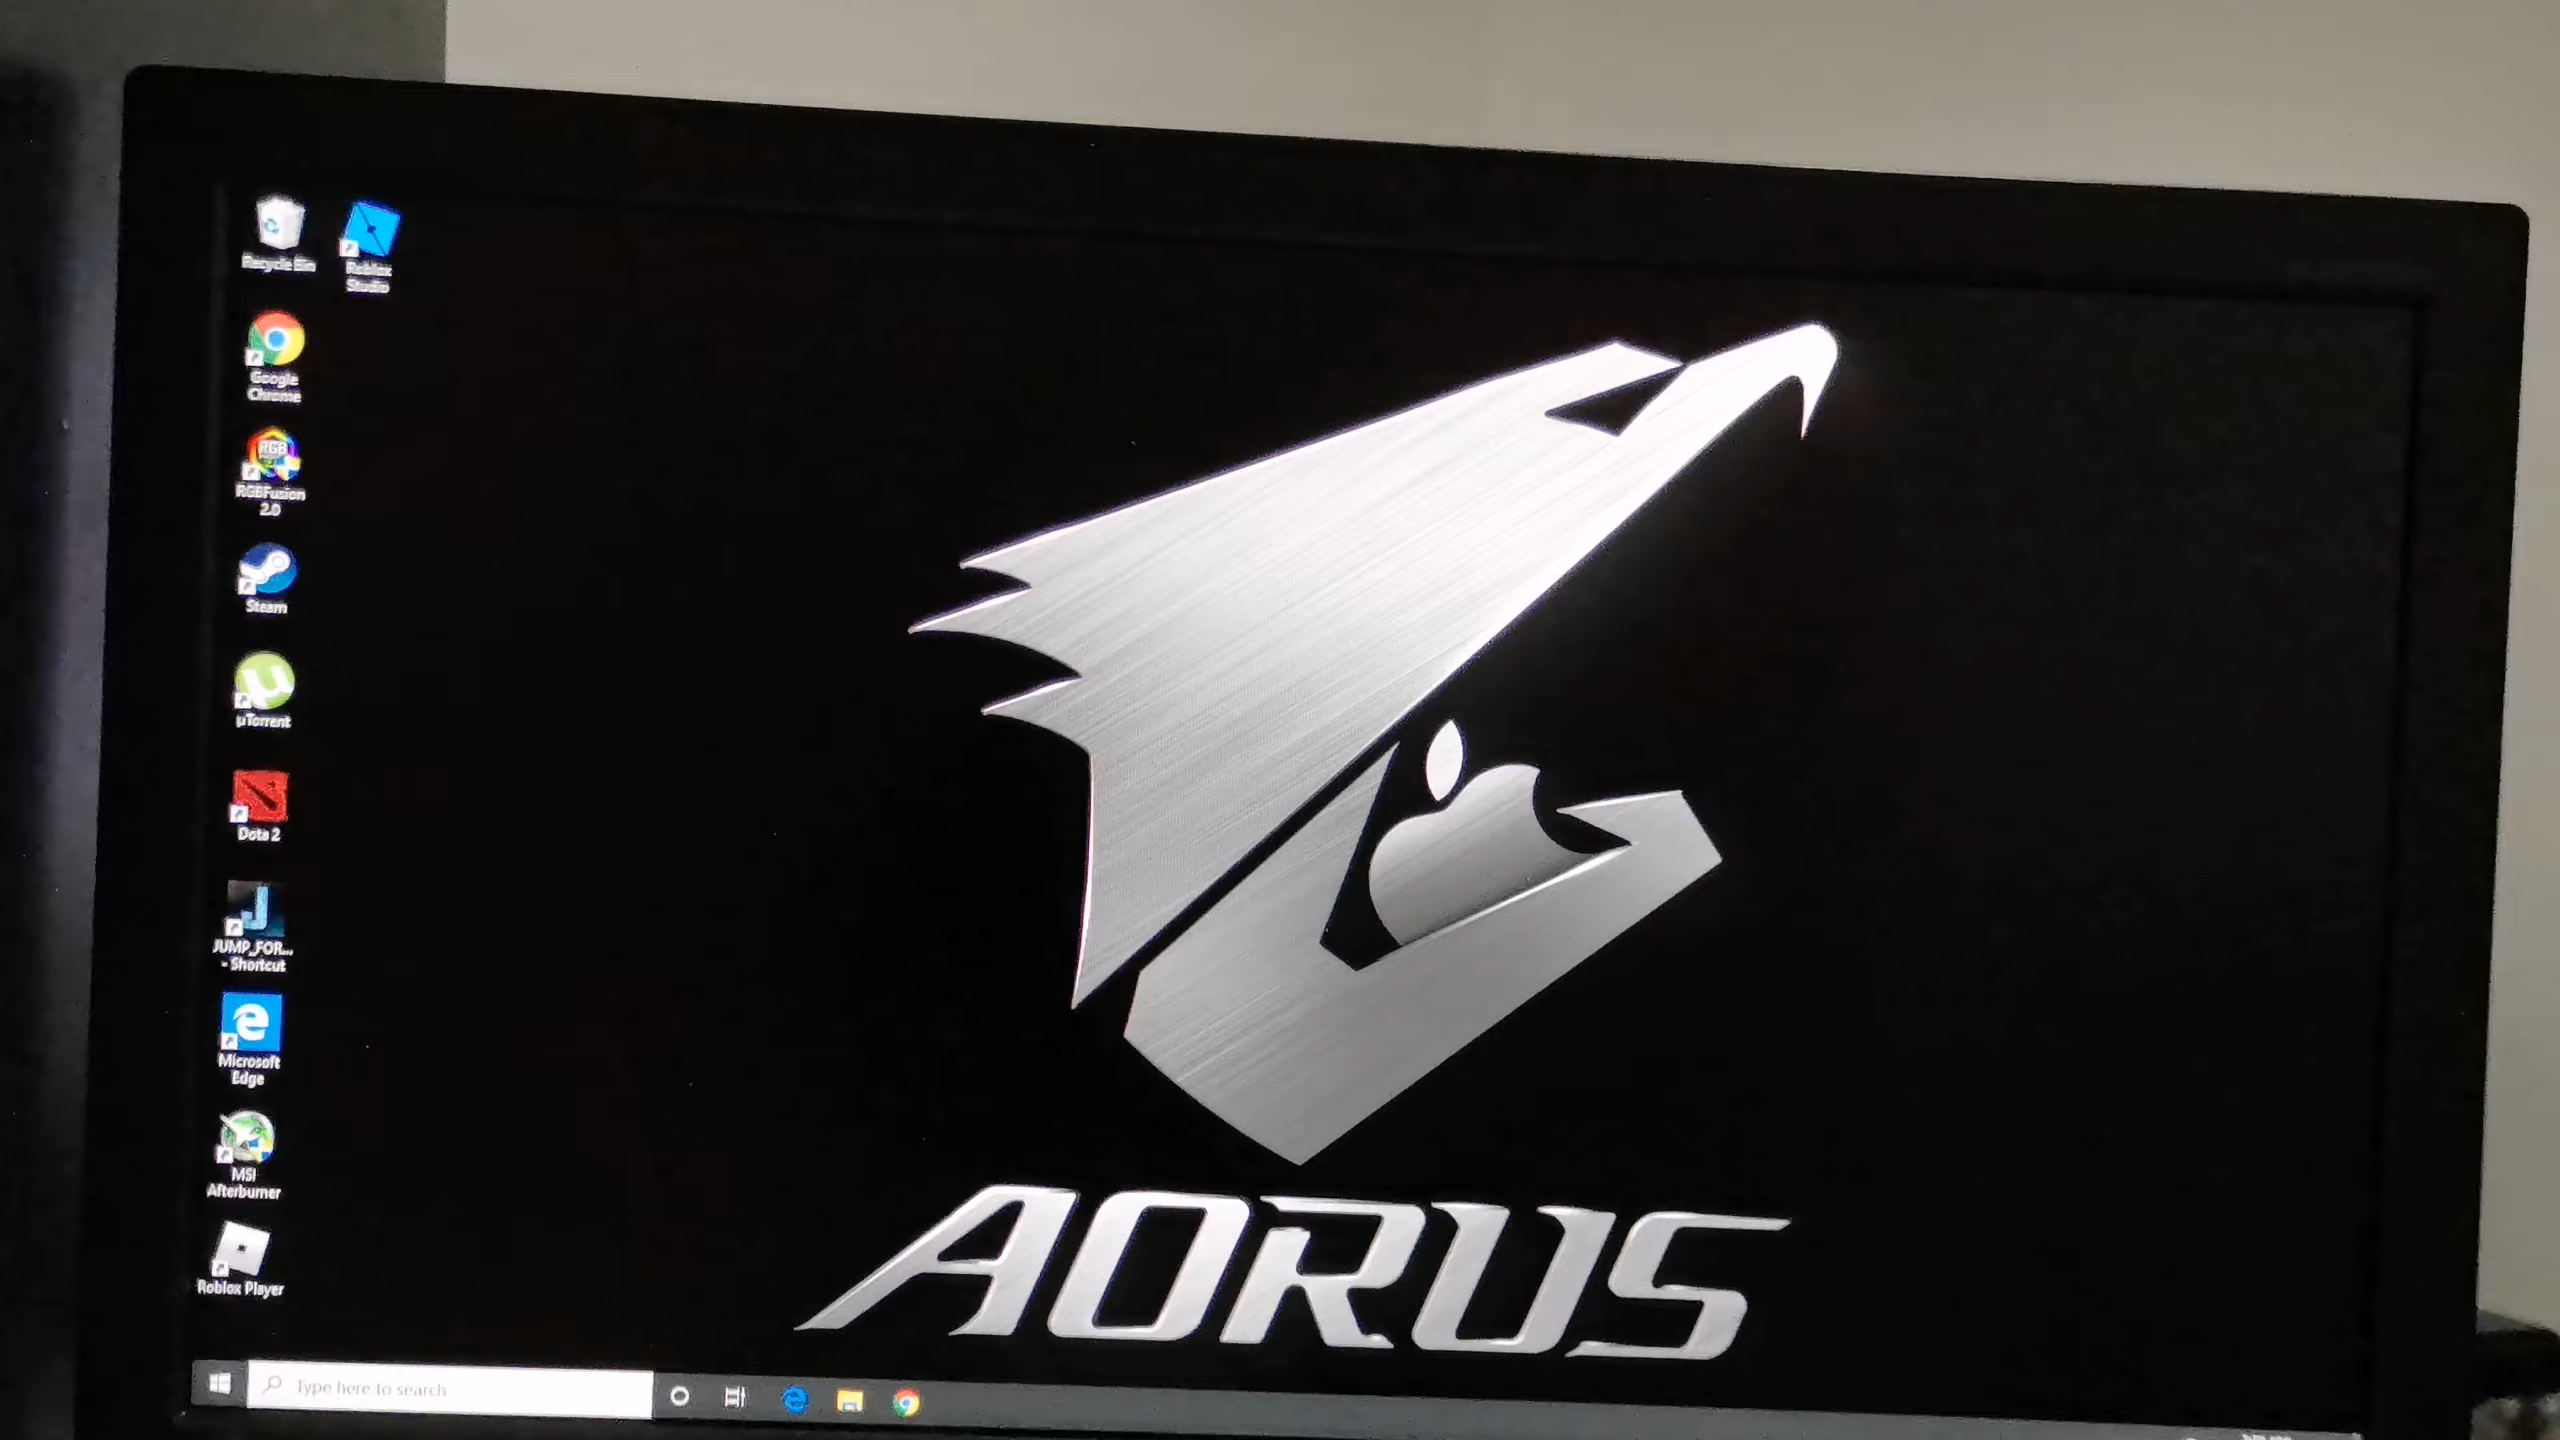 Recycle Bin
Roblox
Studio
Google
Chrome
RGB
RGBFusion
2.0
Steam
µ
µTorrent
Dota 2
J
JUMP_FOR...
- Shortcut
Microsoft
Edge
MSI
Afterburner
Roblox Player
AORUS
Type here to search